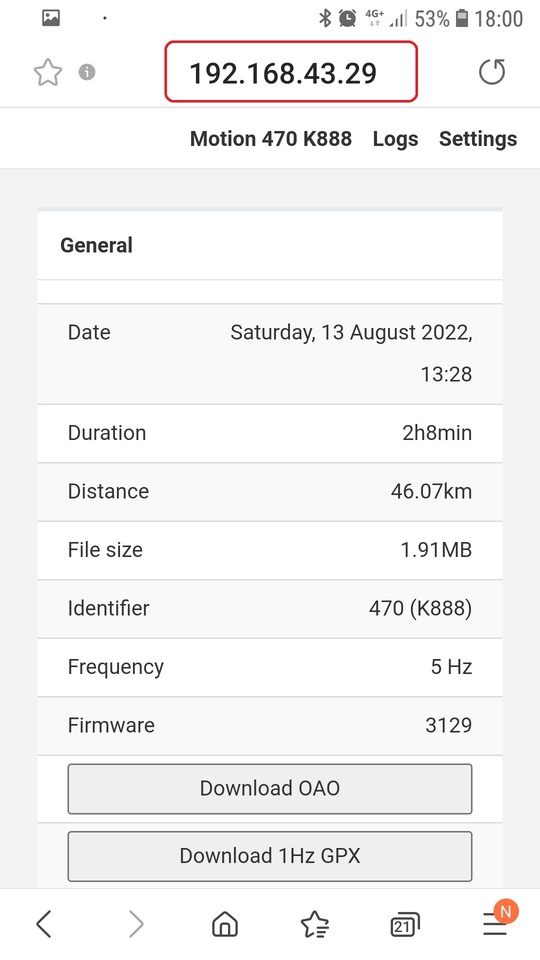 4G+ 53% 18:00
192.168.43.29
Motion 470 K888 Logs Settings
General
Date Saturday, 13 August 2022,
13:28
Duration 2h8min
Distance 46.07km
File size 1.91MB
Identifier 470 (K888)
Frequency 5 Hz
Firmware 3129
Download OAO
Download 1Hz GPX
21 N